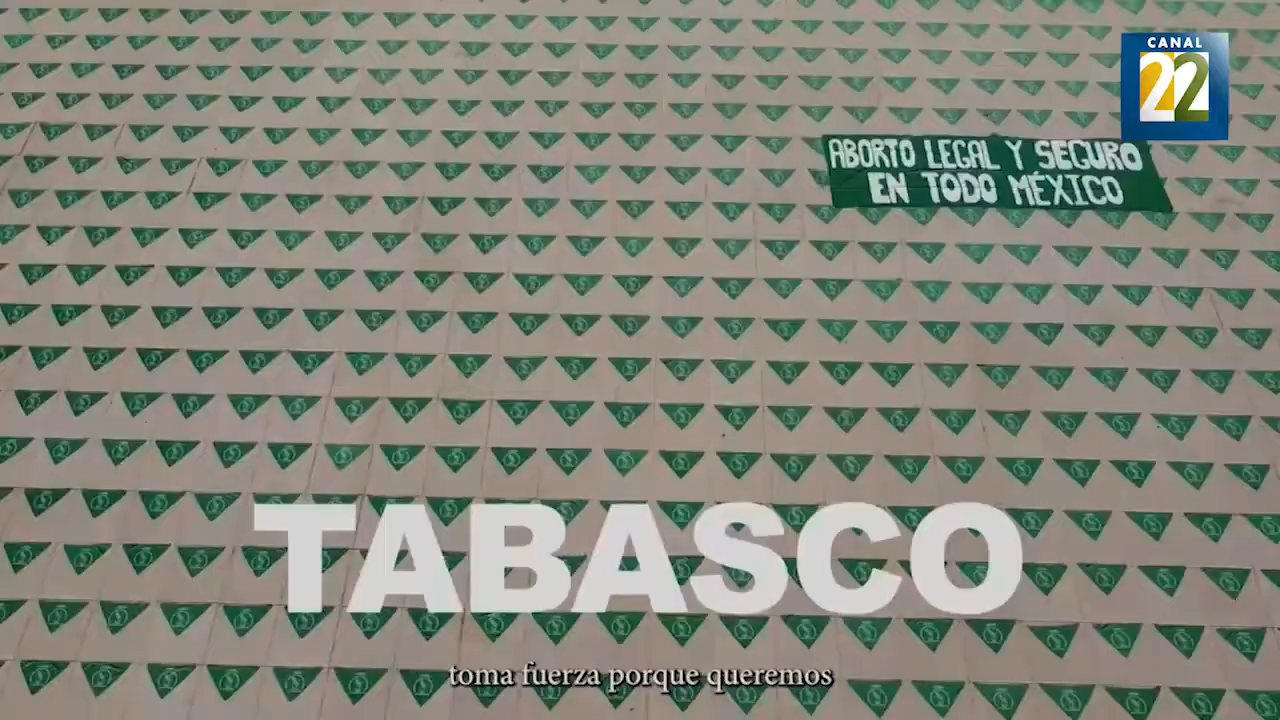 CANAL
22
ABORTO LEGAL Y SEGURO
EN TODO MÉXICO
TABASCO
toma fuerza porque queremos